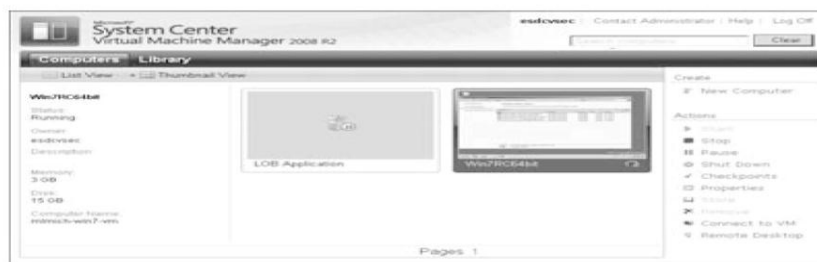 Microsoft
System Center
Virtual Machine Manager 2008 R2
esdcvsec | Contact Administrator | Help | Log Off
Clear
Computers Library
List View Thumbnail View
Win7RC64bit
Status:
Running
Owner:
esdcvsec
Description:
Memory:
3 GB
Disk:
15 GB
Computer Name:
LOB Application
Win7RC64bit
Pages 1
Create
New Computer
Actions
Start
Stop
Pause
Shut Down
Checkpoints
Properties
Store
Remove
Connect to VM
Remote Desktop